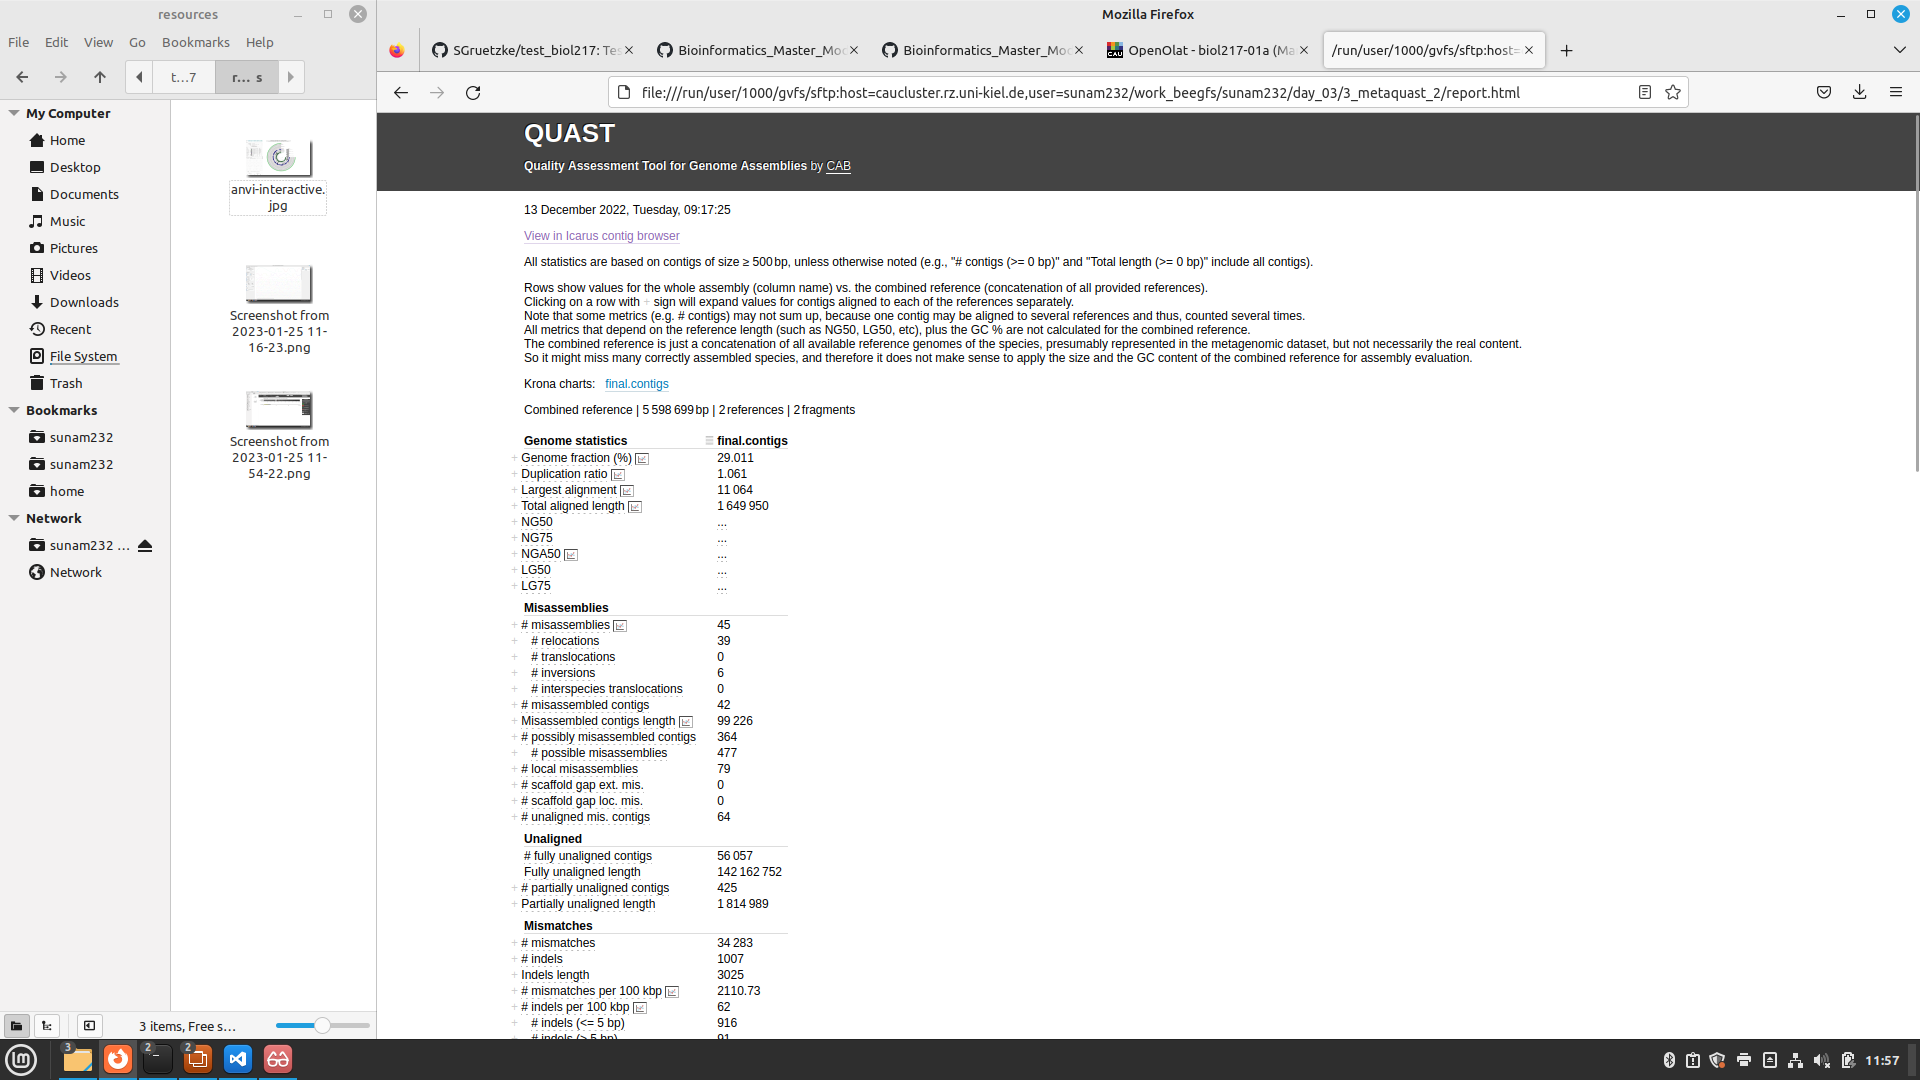 resources
File Edit View Go Bookmarks Help
t...7 r... s
My Computer
Home
Desktop
Documents
Music
Pictures
Videos
Downloads
Recent
File System
Trash
Bookmarks
sunam232
sunam232
home
Network
sunam232 ...
Network
anvi-interactive.
jpg
Screenshot from
2023-01-25 11-
16-23.png
Screenshot from
2023-01-25 11-
54-22.png
3 items, Free s...
Mozilla Firefox
SGruetzke/test_biol217: Tes
Bioinformatics_Master_Moc
Bioinformatics_Master_Moc
OpenOlat - biol217-01a (Ma
/run/user/1000/gvfs/sftp:host=
file:///run/user/1000/gvfs/sftp:host=caucluster.rz.uni-kiel.de,user=sunam232/work_beegfs/sunam232/day_03/3_metaquast_2/report.html
QUAST
Quality Assessment Tool for Genome Assemblies by CAB
13 December 2022, Tuesday, 09:17:25
View in Icarus contig browser
All statistics are based on contigs of size ≥ 500 bp, unless otherwise noted (e.g., "# contigs (>= 0 bp)" and "Total length (>= 0 bp)" include all contigs).
Rows show values for the whole assembly (column name) vs. the combined reference (concatenation of all provided references).
Clicking on a row with + sign will expand values for contigs aligned to each of the references separately.
Note that some metrics (e.g. # contigs) may not sum up, because one contig may be aligned to several references and thus, counted several times.
All metrics that depend on the reference length (such as NG50, LG50, etc), plus the GC % are not calculated for the combined reference.
The combined reference is just a concatenation of all available reference genomes of the species, presumably represented in the metagenomic dataset, but not necessarily the real content.
So it might miss many correctly assembled species, and therefore it does not make sense to apply the size and the GC content of the combined reference for assembly evaluation.
Krona charts: final.contigs
Combined reference | 5 598 699 bp | 2 references | 2 fragments
Genome statistics final.contigs
+ Genome fraction (%) 29.011
+ Duplication ratio 1.061
+ Largest alignment 11 064
+ Total aligned length 1 649 950
+ NG50 ...
+ NG75 ...
+ NGA50 ...
+ LG50 ...
+ LG75 ...
Misassemblies
+ # misassemblies 45
+ # relocations 39
+ # translocations 0
+ # inversions 6
+ # interspecies translocations 0
+ # misassembled contigs 42
+ Misassembled contigs length 99 226
+ # possibly misassembled contigs 364
+ # possible misassemblies 477
+ # local misassemblies 79
+ # scaffold gap ext. mis. 0
+ # scaffold gap loc. mis. 0
+ # unaligned mis. contigs 64
Unaligned
# fully unaligned contigs 56 057
Fully unaligned length 142 162 752
+ # partially unaligned contigs 425
+ Partially unaligned length 1 814 989
Mismatches
+ # mismatches 34 283
+ # indels 1007
+ Indels length 3025
+ # mismatches per 100 kbp 2110.73
+ # indels per 100 kbp 62
+ # indels (<= 5 bp) 916
+ # indels (> 5 bp) 91
3
2
2
11:57